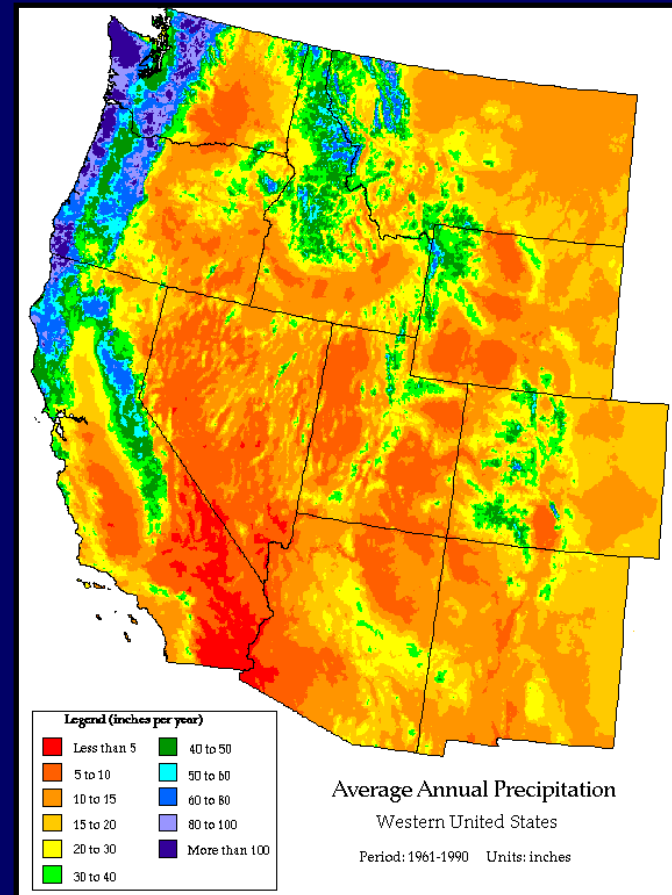 Legend (inches per year)
Less than 5
5 to 10
10 to 15
15 to 20
20 to 30
30 to 40
40 to 50
50 to 60
60 to 80
80 to 100
More than 100
Average Annual Precipitation
Western United States
Period: 1961-1990 Units: inches